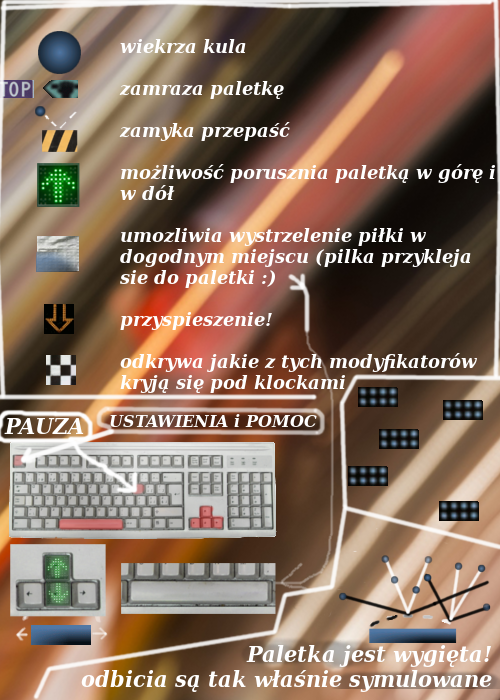 wiekrza kula
TOP
zamraza paletkę
zamyka przepaść
możliwość porusznia paletką w górę i
w dół
umozliwia wystrzelenie piłki w
dogodnym miejscu (pilka przykleja
sie do paletki :)
przyspieszenie!
odkrywa jakie z tych modyfikatorów
kryją się pod klockami
PAUZA
USTAWIENIA i POMOC
Paletka jest wygięta!
odbicia są tak właśnie symulowane